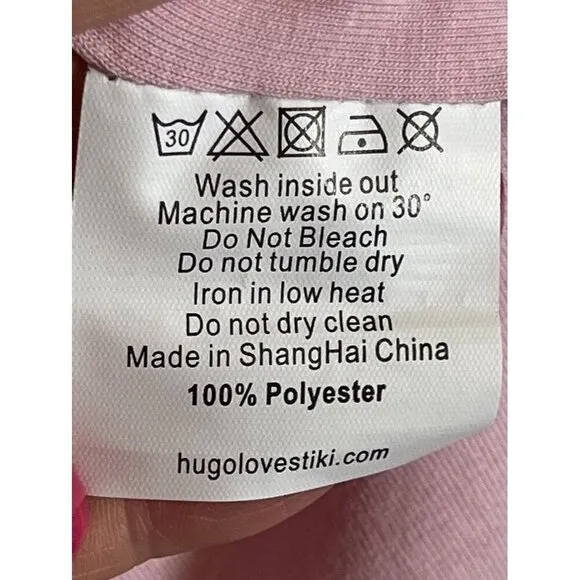 30
Wash inside out
Machine wash on 30°
Do Not Bleach
Do not tumble dry
Iron in low heat
Do not dry clean
Made in ShangHai China
100% Polyester
hugolovestiki.com